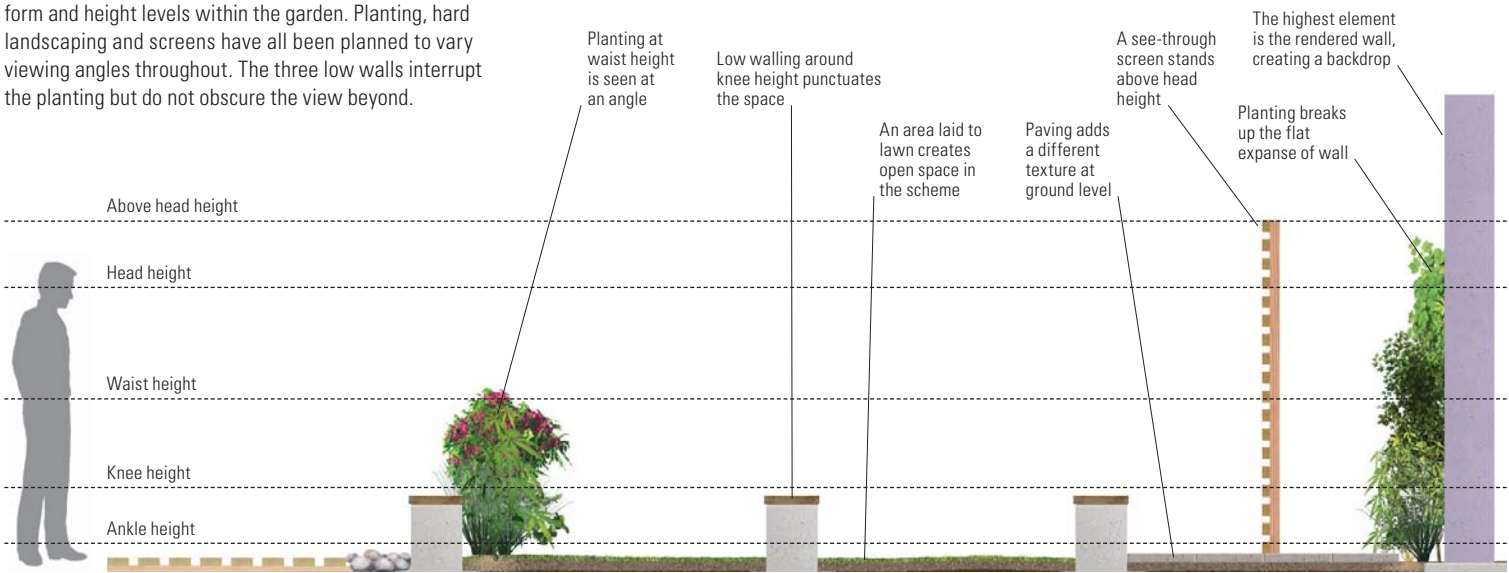 form and height levels within the garden. Planting, hard
landscaping and screens have all been planned to vary
viewing angles throughout. The three low walls interrupt
the planting but do not obscure the view beyond.
Planting at
waist height
is seen at
an angle
Low walling around
knee height punctuates
the space
An area laid to
lawn creates
open space in
the scheme
Paving adds
a different
texture at
ground level
A see-through
screen stands
above head
height
The highest element
is the rendered wall,
creating a backdrop
Planting breaks
up the flat
expanse of wall
Above head height
Head height
Waist height
Knee height
Ankle height